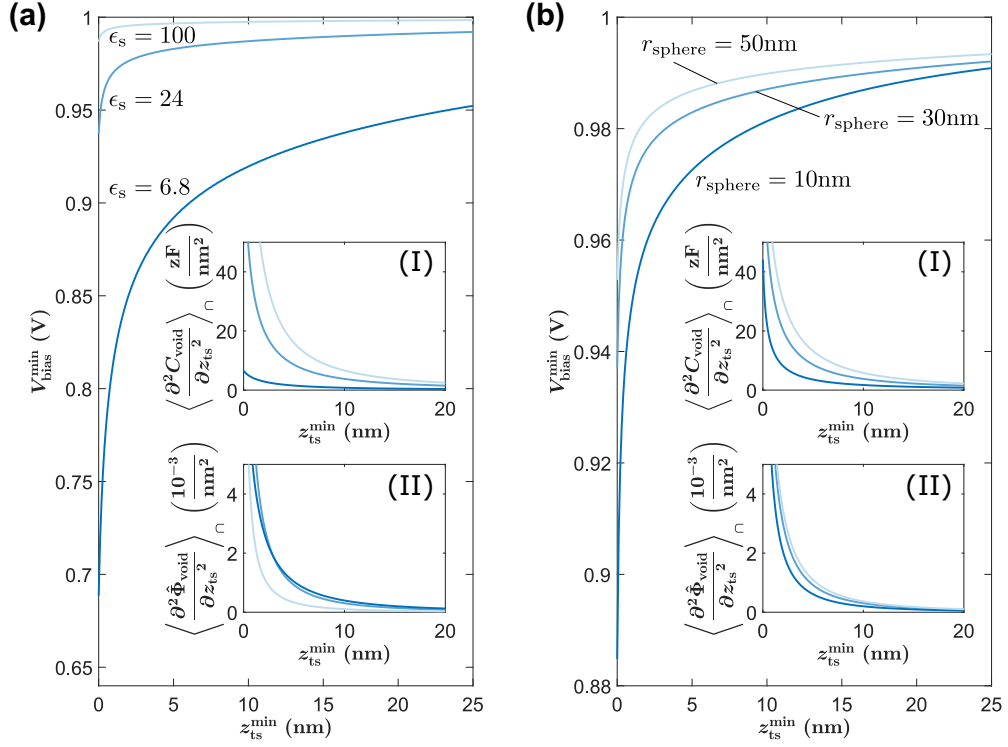 (a)
1
0.95
0.9
0.85
0.8
0.75
0.7
0.65
V_bias^min (V)
0 5 10 15 20 25
z_ts^min (nm)
ϵ_s = 100
ϵ_s = 24
ϵ_s = 6.8
(I)
40
20
0
⟨∂²C_void/∂z_ts²⟩_∩ (zF/nm²)
0 10 20
z_ts^min (nm)
(II)
4
2
0
⟨∂²Φ̂_void/∂z_ts²⟩_∩ (10⁻³/nm²)
0 10 20
z_ts^min (nm)
(b)
1
0.98
0.96
0.94
0.92
0.9
0.88
V_bias^min (V)
0 5 10 15 20 25
z_ts^min (nm)
r_sphere = 50nm
r_sphere = 30nm
r_sphere = 10nm
(I)
40
20
0
⟨∂²C_void/∂z_ts²⟩_∩ (zF/nm²)
0 10 20
z_ts^min (nm)
(II)
4
2
0
⟨∂²Φ̂_void/∂z_ts²⟩_∩ (10⁻³/nm²)
0 10 20
z_ts^min (nm)